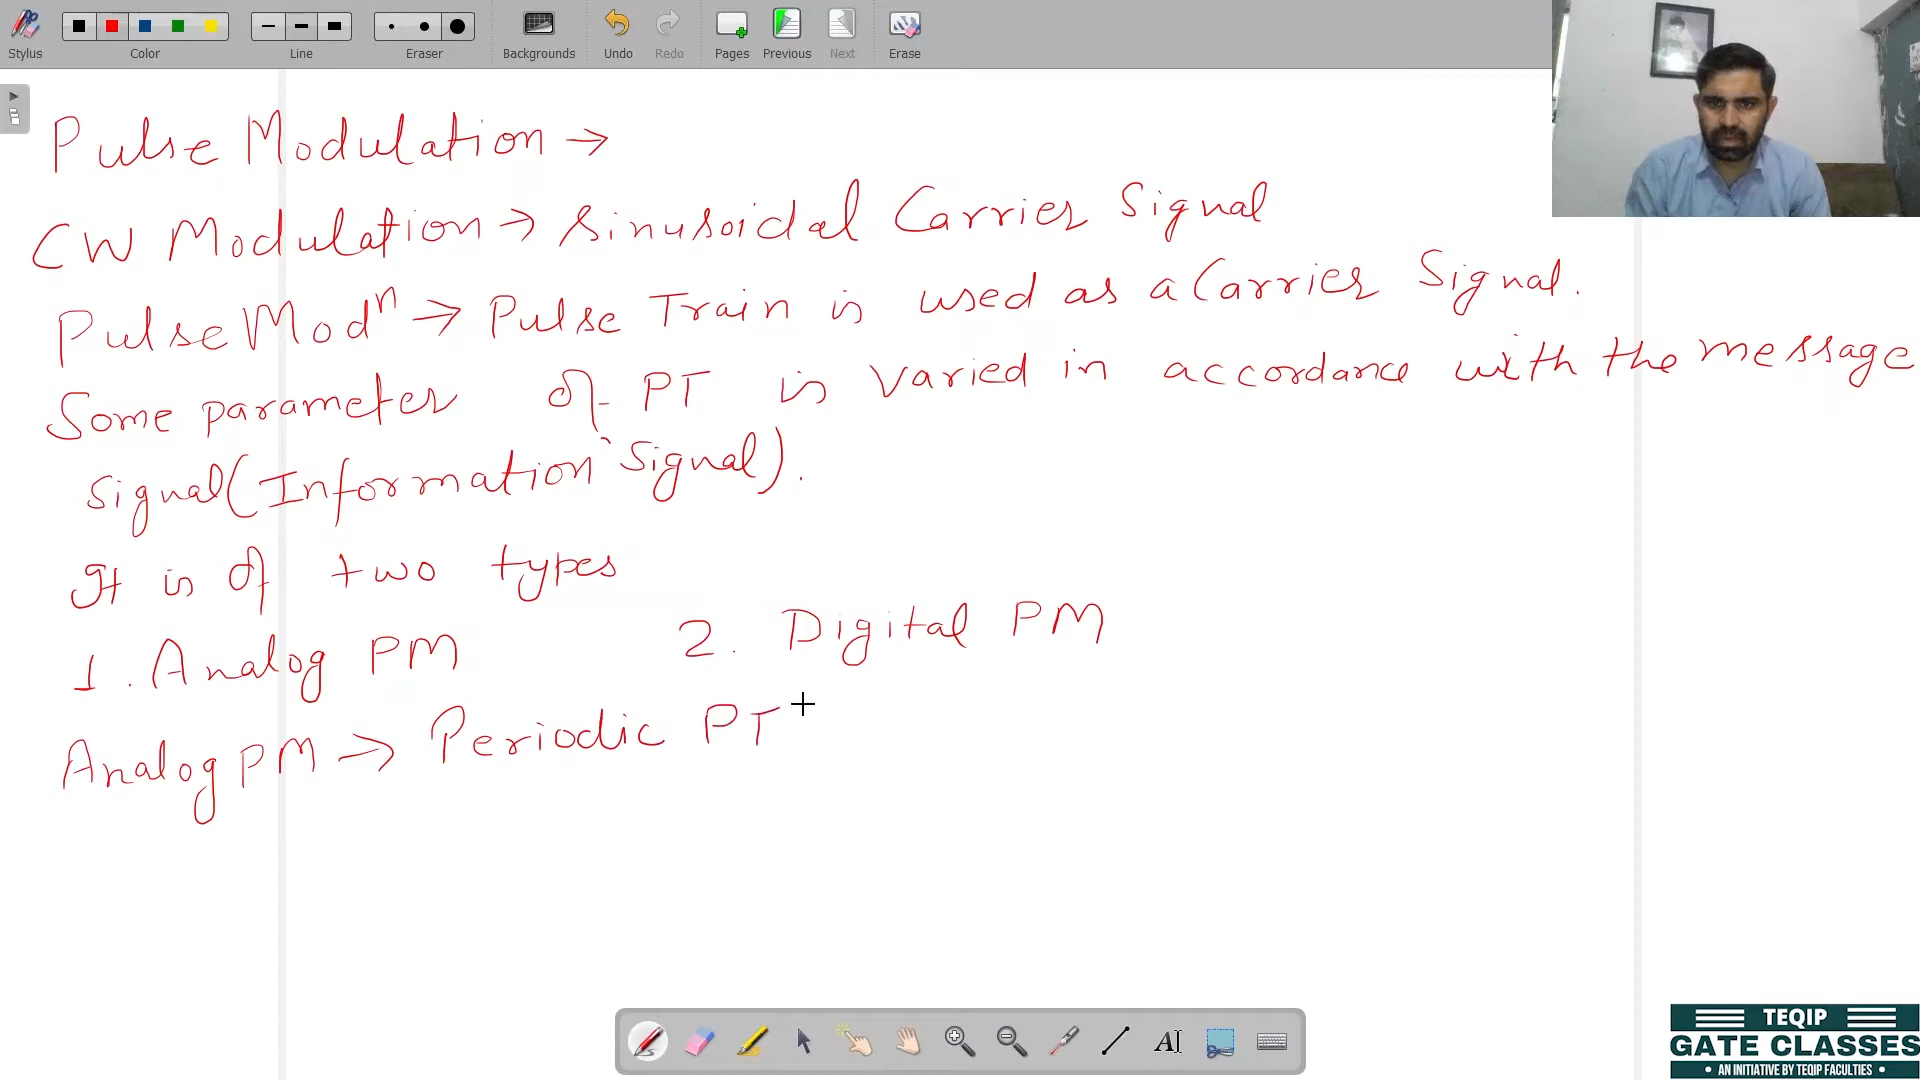 Stylus Color Line Eraser Backgrounds Undo Redo Pages Previous Next Erase
Pulse Modulation →
CW Modulation → Sinusoidal Carrier Signal
Pulse Modⁿ → Pulse Train is used as a Carrier Signal.
Some parameter of PT is varied in accordance with the message
signal (Information Signal).
It is of two types
1. Analog PM 2. Digital PM
Analog PM → Periodic PT
TEQIP
GATE CLASSES
• AN INITIATIVE BY TEQIP FACULTIES •